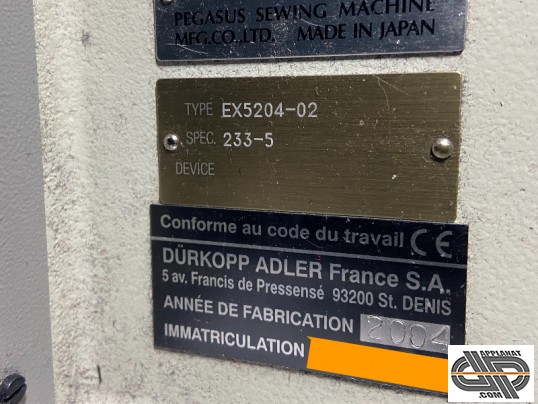 PEGASUS SEWING MACHINE
MFG.CO.,LTD. MADE IN JAPAN
TYPE EX5204-02
SPEC. 233-5
DEVICE
Conforme au code du travail CE
DÜRKOPP ADLER France S.A.
5 av. Francis de Pressensé 93200 St. DENIS
ANNÉE DE FABRICATION 2004
IMMATRICULATION
APPLANAT
.COM